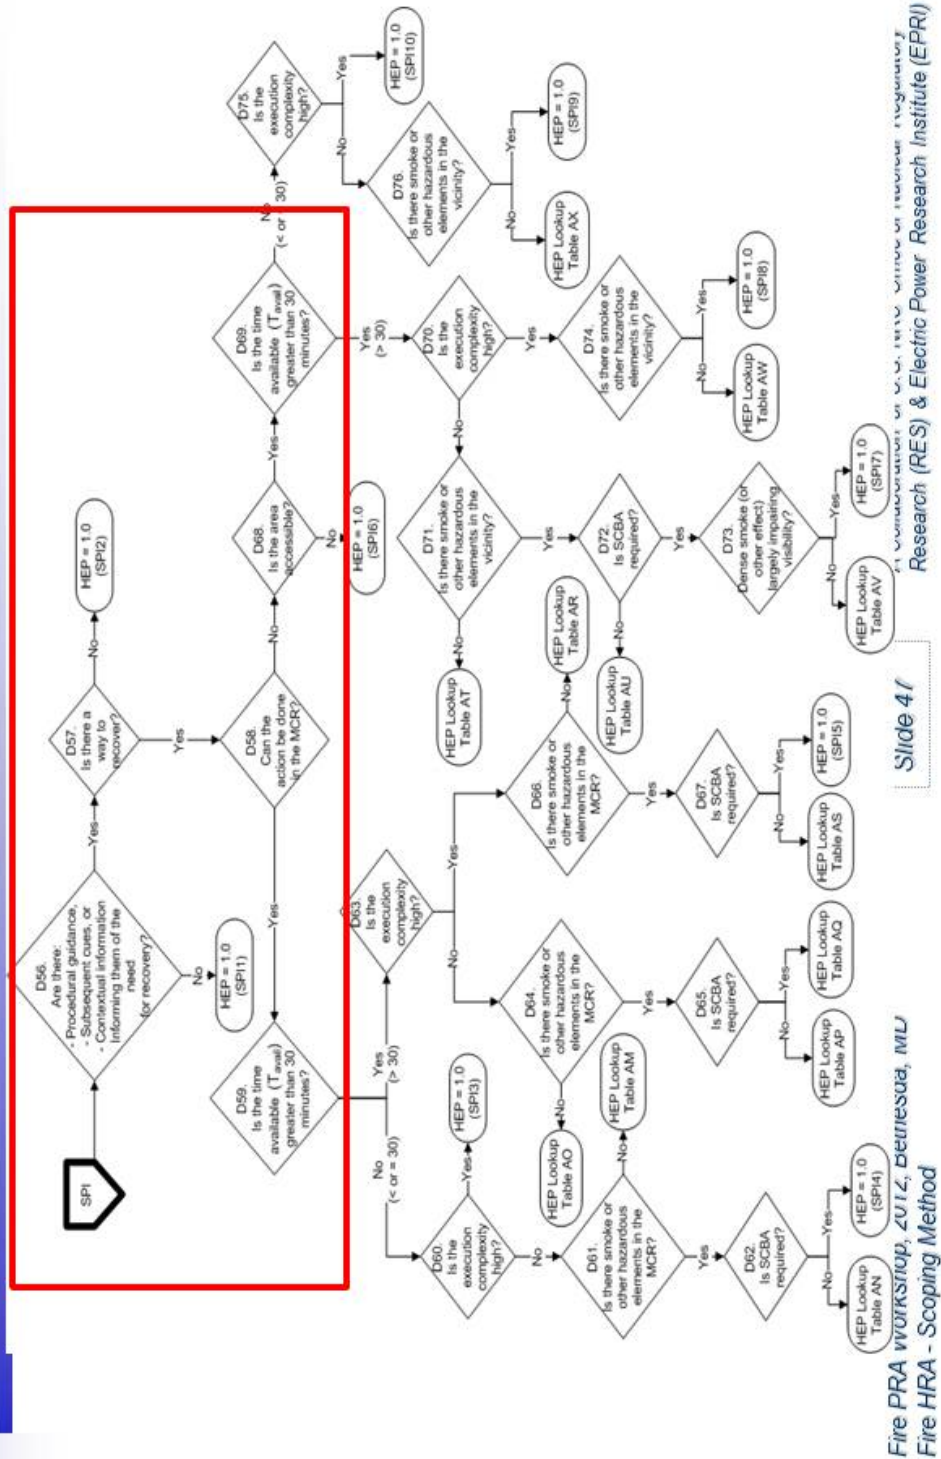 SPI
D56.
Are there:
- Procedural guidance,
- Subsequent cues, or
- Contextual information
informing them of the
need
for recovery?
Yes
No
HEP = 1.0
(SPI1)
D57.
Is there a
way to
recover?
No
HEP = 1.0
(SPI2)
Yes
D58.
Can the
action be done
in the MCR?
Yes
No
D59.
Is the time
available (Tavail)
greater than 30
minutes?
No
(< or = 30)
Yes
(> 30)
D68.
Is the area
accessible?
No
HEP = 1.0
(SPI6)
Yes
D69.
Is the time
available (Tavail)
greater than 30
minutes?
No
(< or = 30)
Yes
(> 30)
D75.
Is the
execution
complexity
high?
Yes
HEP = 1.0
(SPI10)
No
D76.
Is there smoke or
other hazardous
elements in the
vicinity?
No
HEP Lookup
Table AX
Yes
HEP = 1.0
(SPI9)
D70.
Is the
execution
complexity
high?
No
Yes
D74.
Is there smoke or
other hazardous
elements in the
vicinity?
No
HEP Lookup
Table AW
Yes
HEP = 1.0
(SPI8)
D71.
Is there smoke or
other hazardous
elements in the
vicinity?
No
HEP Lookup
Table AT
Yes
D72.
Is SCBA
required?
No
HEP Lookup
Table AU
Yes
D73.
Dense smoke (or
other effect)
largely impairing
visibility?
No
HEP Lookup
Table AV
Yes
HEP = 1.0
(SPI7)
D60.
Is the
execution
complexity
high?
Yes
HEP = 1.0
(SPI3)
No
D61.
Is there smoke or
other hazardous
elements in the
MCR?
No
HEP Lookup
Table AM
Yes
D62.
Is SCBA
required?
No
HEP Lookup
Table AN
Yes
HEP = 1.0
(SPI4)
D63.
Is the
execution
complexity
high?
No
Yes
D64.
Is there smoke or
other hazardous
elements in the
MCR?
No
HEP Lookup
Table AO
Yes
D65.
Is SCBA
required?
No
HEP Lookup
Table AP
Yes
HEP Lookup
Table AQ
D66.
Is there smoke or
other hazardous
elements in the
MCR?
No
HEP Lookup
Table AR
Yes
D67.
Is SCBA
required?
No
HEP Lookup
Table AS
Yes
HEP = 1.0
(SPI5)
Fire PRA Workshop, 2012, Bethesda, MD
Fire HRA - Scoping Method
Slide 47
A Collaboration of U.S. NRC Office of Nuclear Regulatory
Research (RES) & Electric Power Research Institute (EPRI)